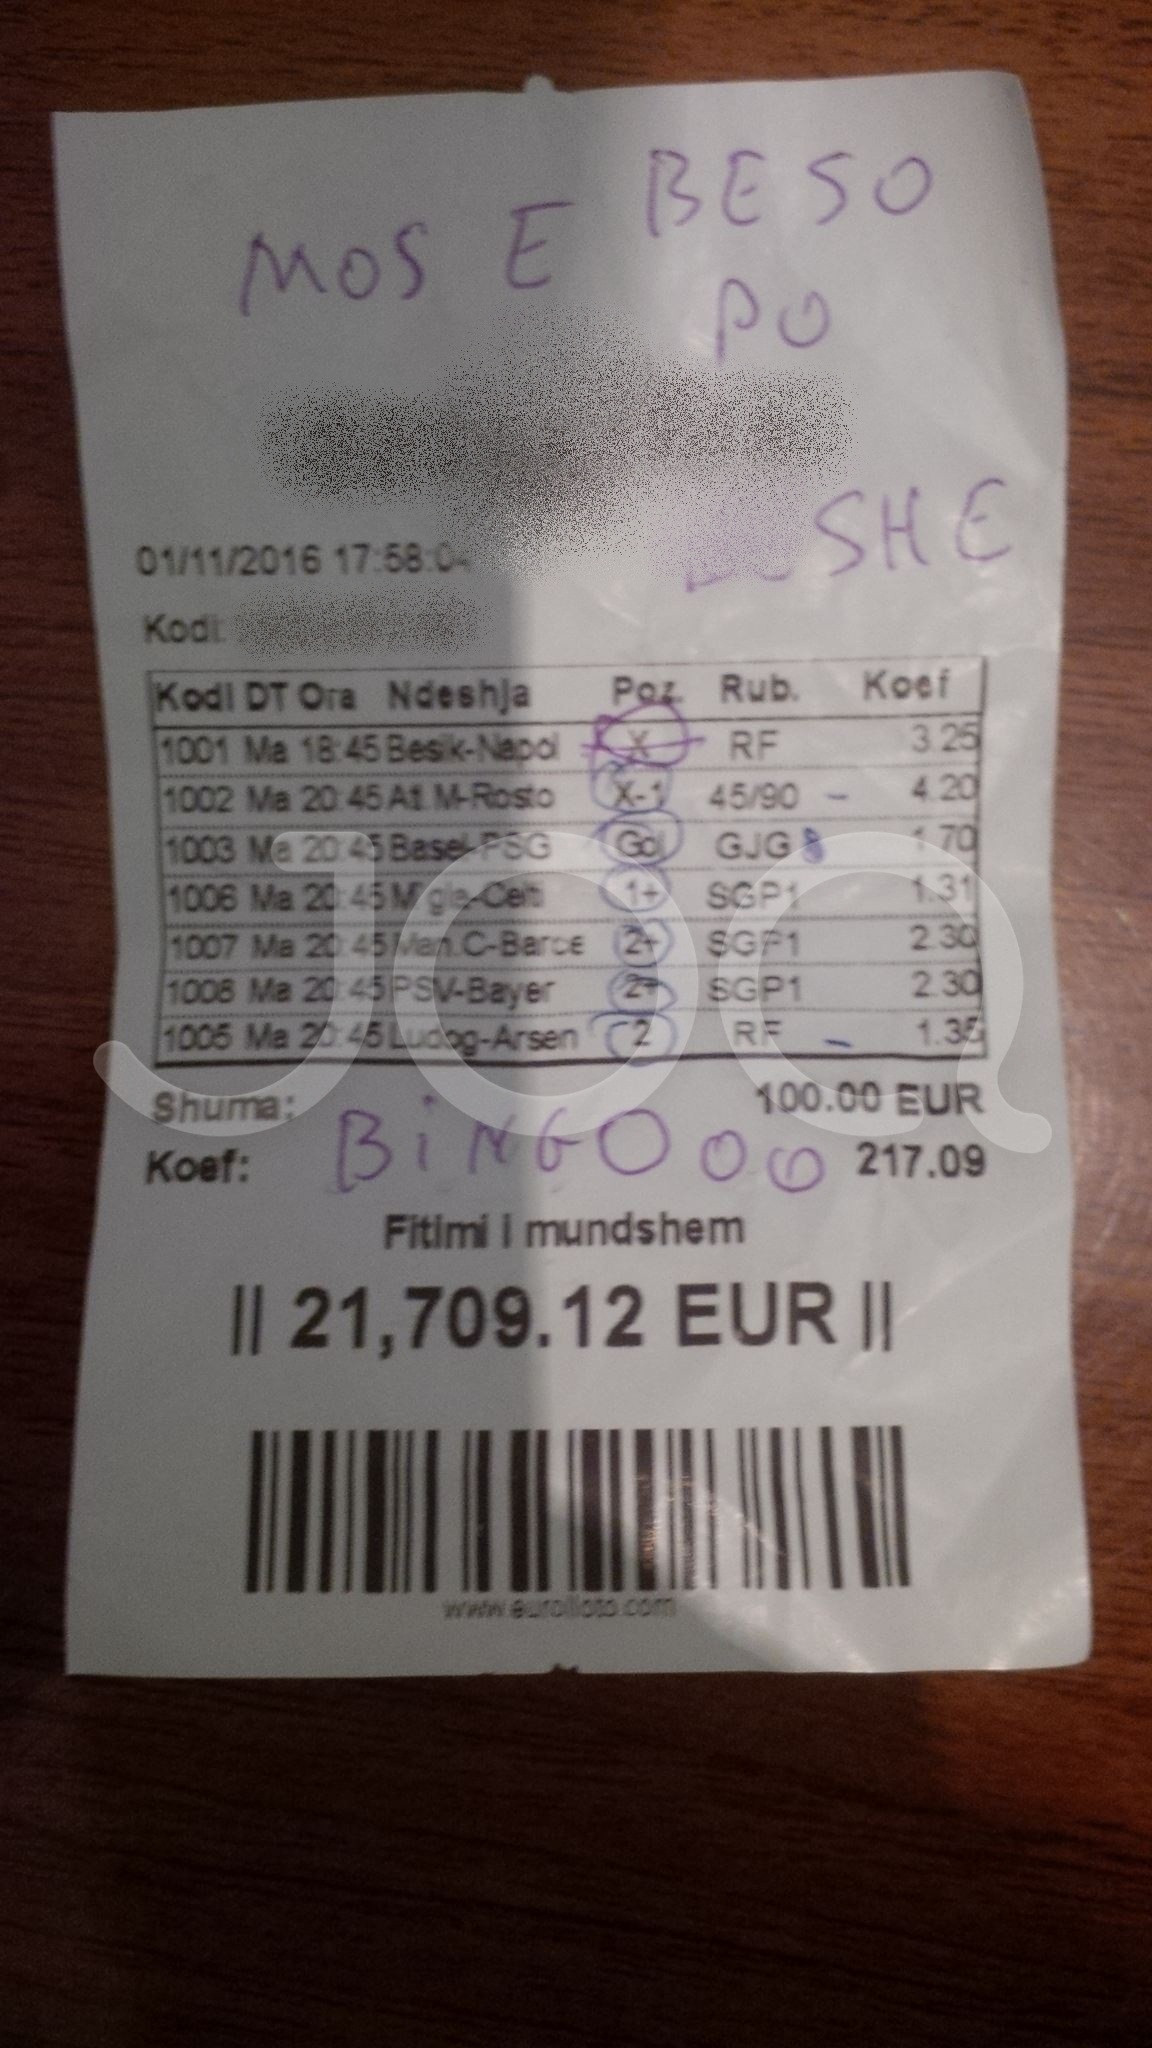 MOS E BESO
PO
SHE
01/11/2016 17:58:04
Kodi:
Kodi DT Ora Ndeshja Poz. Rub. Koef
1001 Ma 18:45 Besik-Napol X RF 3.25
1002 Ma 20:45 Atl.M-Rosto X-1 45/90 4.20
1003 Ma 20:45 Basel-PSG Gol GJG 1.70
1006 Ma 20:45 M'gla-Celti 1+ SGP1 1.31
1007 Ma 20:45 Man.C-Barce 2+ SGP1 2.30
1008 Ma 20:45 PSV-Bayer 2+ SGP1 2.30
1005 Ma 20:45 Ludog-Arsen 2 RF 1.35
JOQ
Shuma: 100.00 EUR
BiNGOOOO
Koef: 217.09
Fitimi i mundshem
|| 21,709.12 EUR ||
www.eurolloto.com